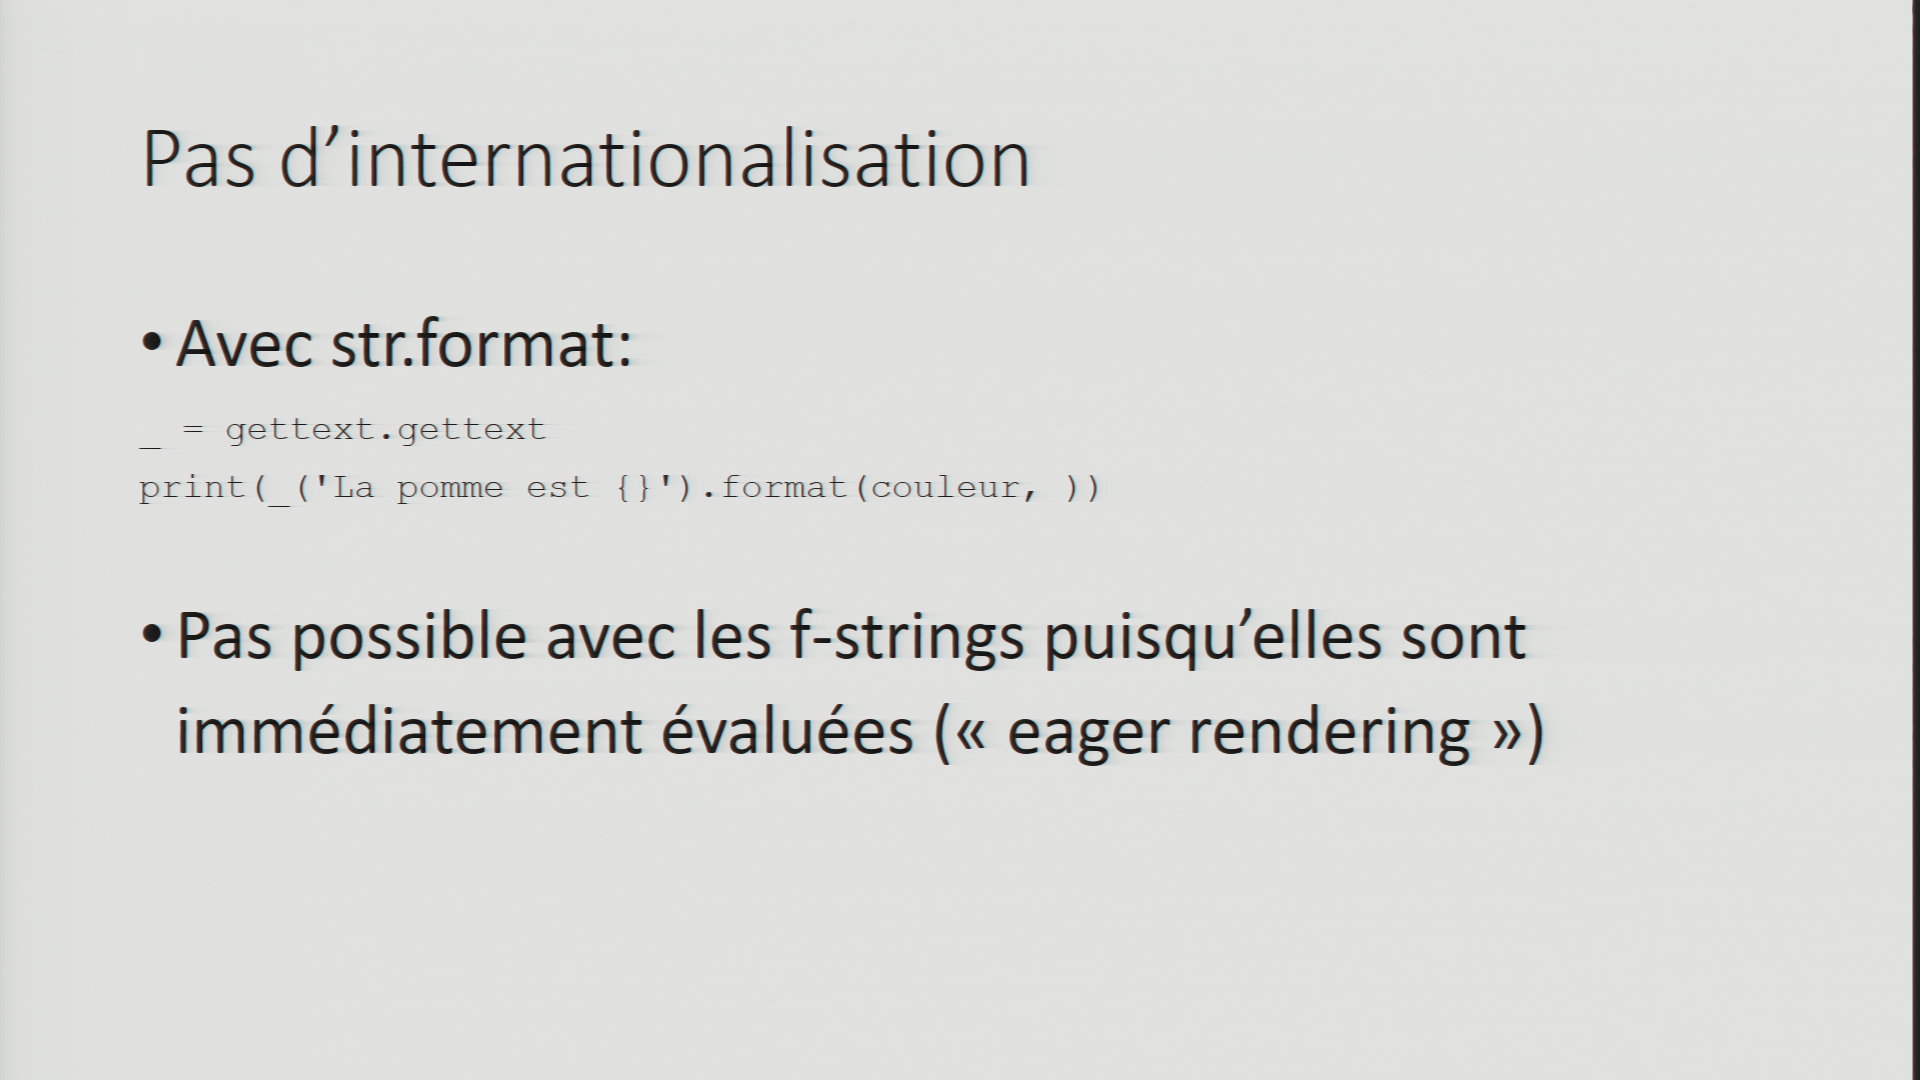 Pas d’internationalisation
• Avec str.format:
_ = gettext.gettext
print(_('La pomme est {}').format(couleur, ))
• Pas possible avec les f-strings puisqu’elles sont
immédiatement évaluées (« eager rendering »)